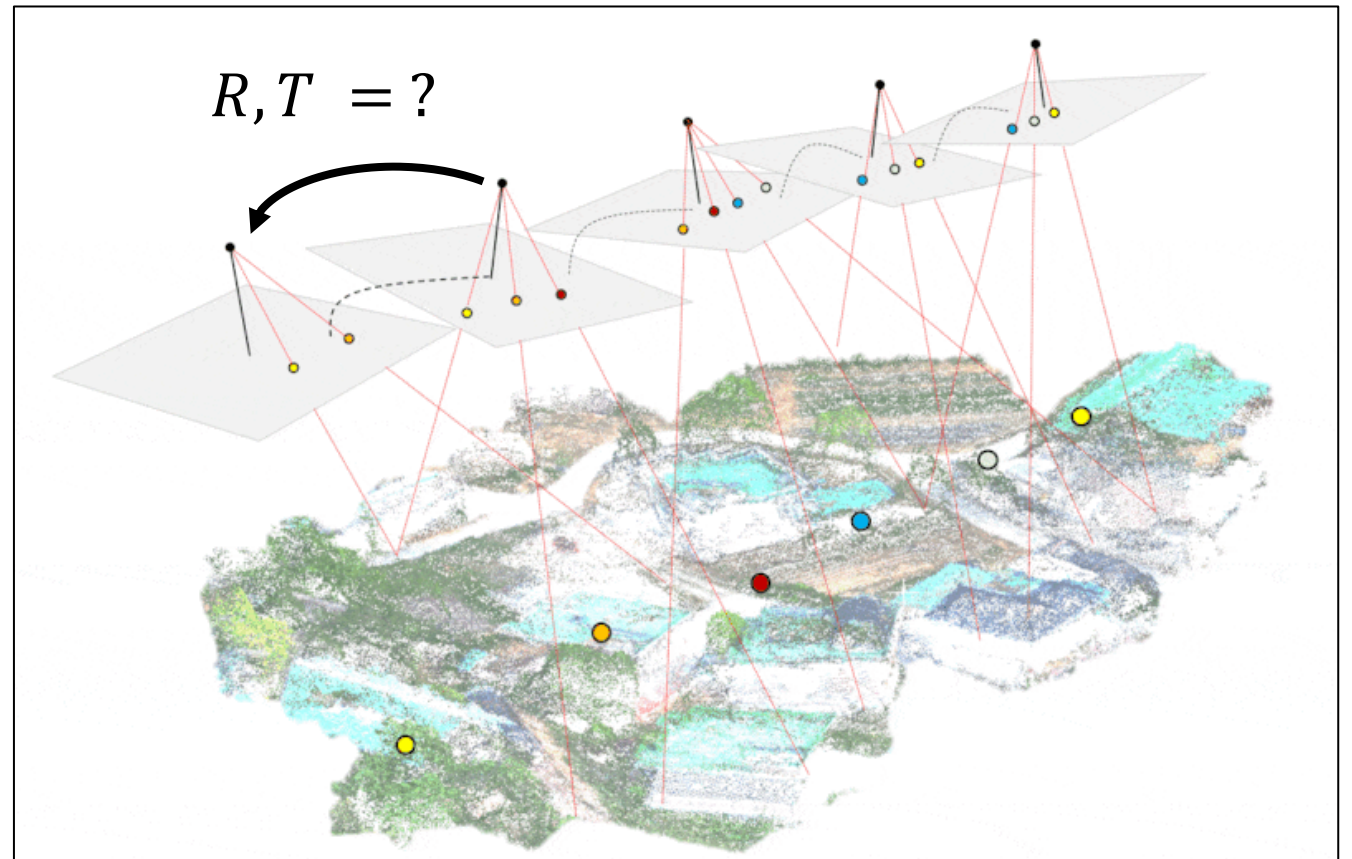 R, T = ?